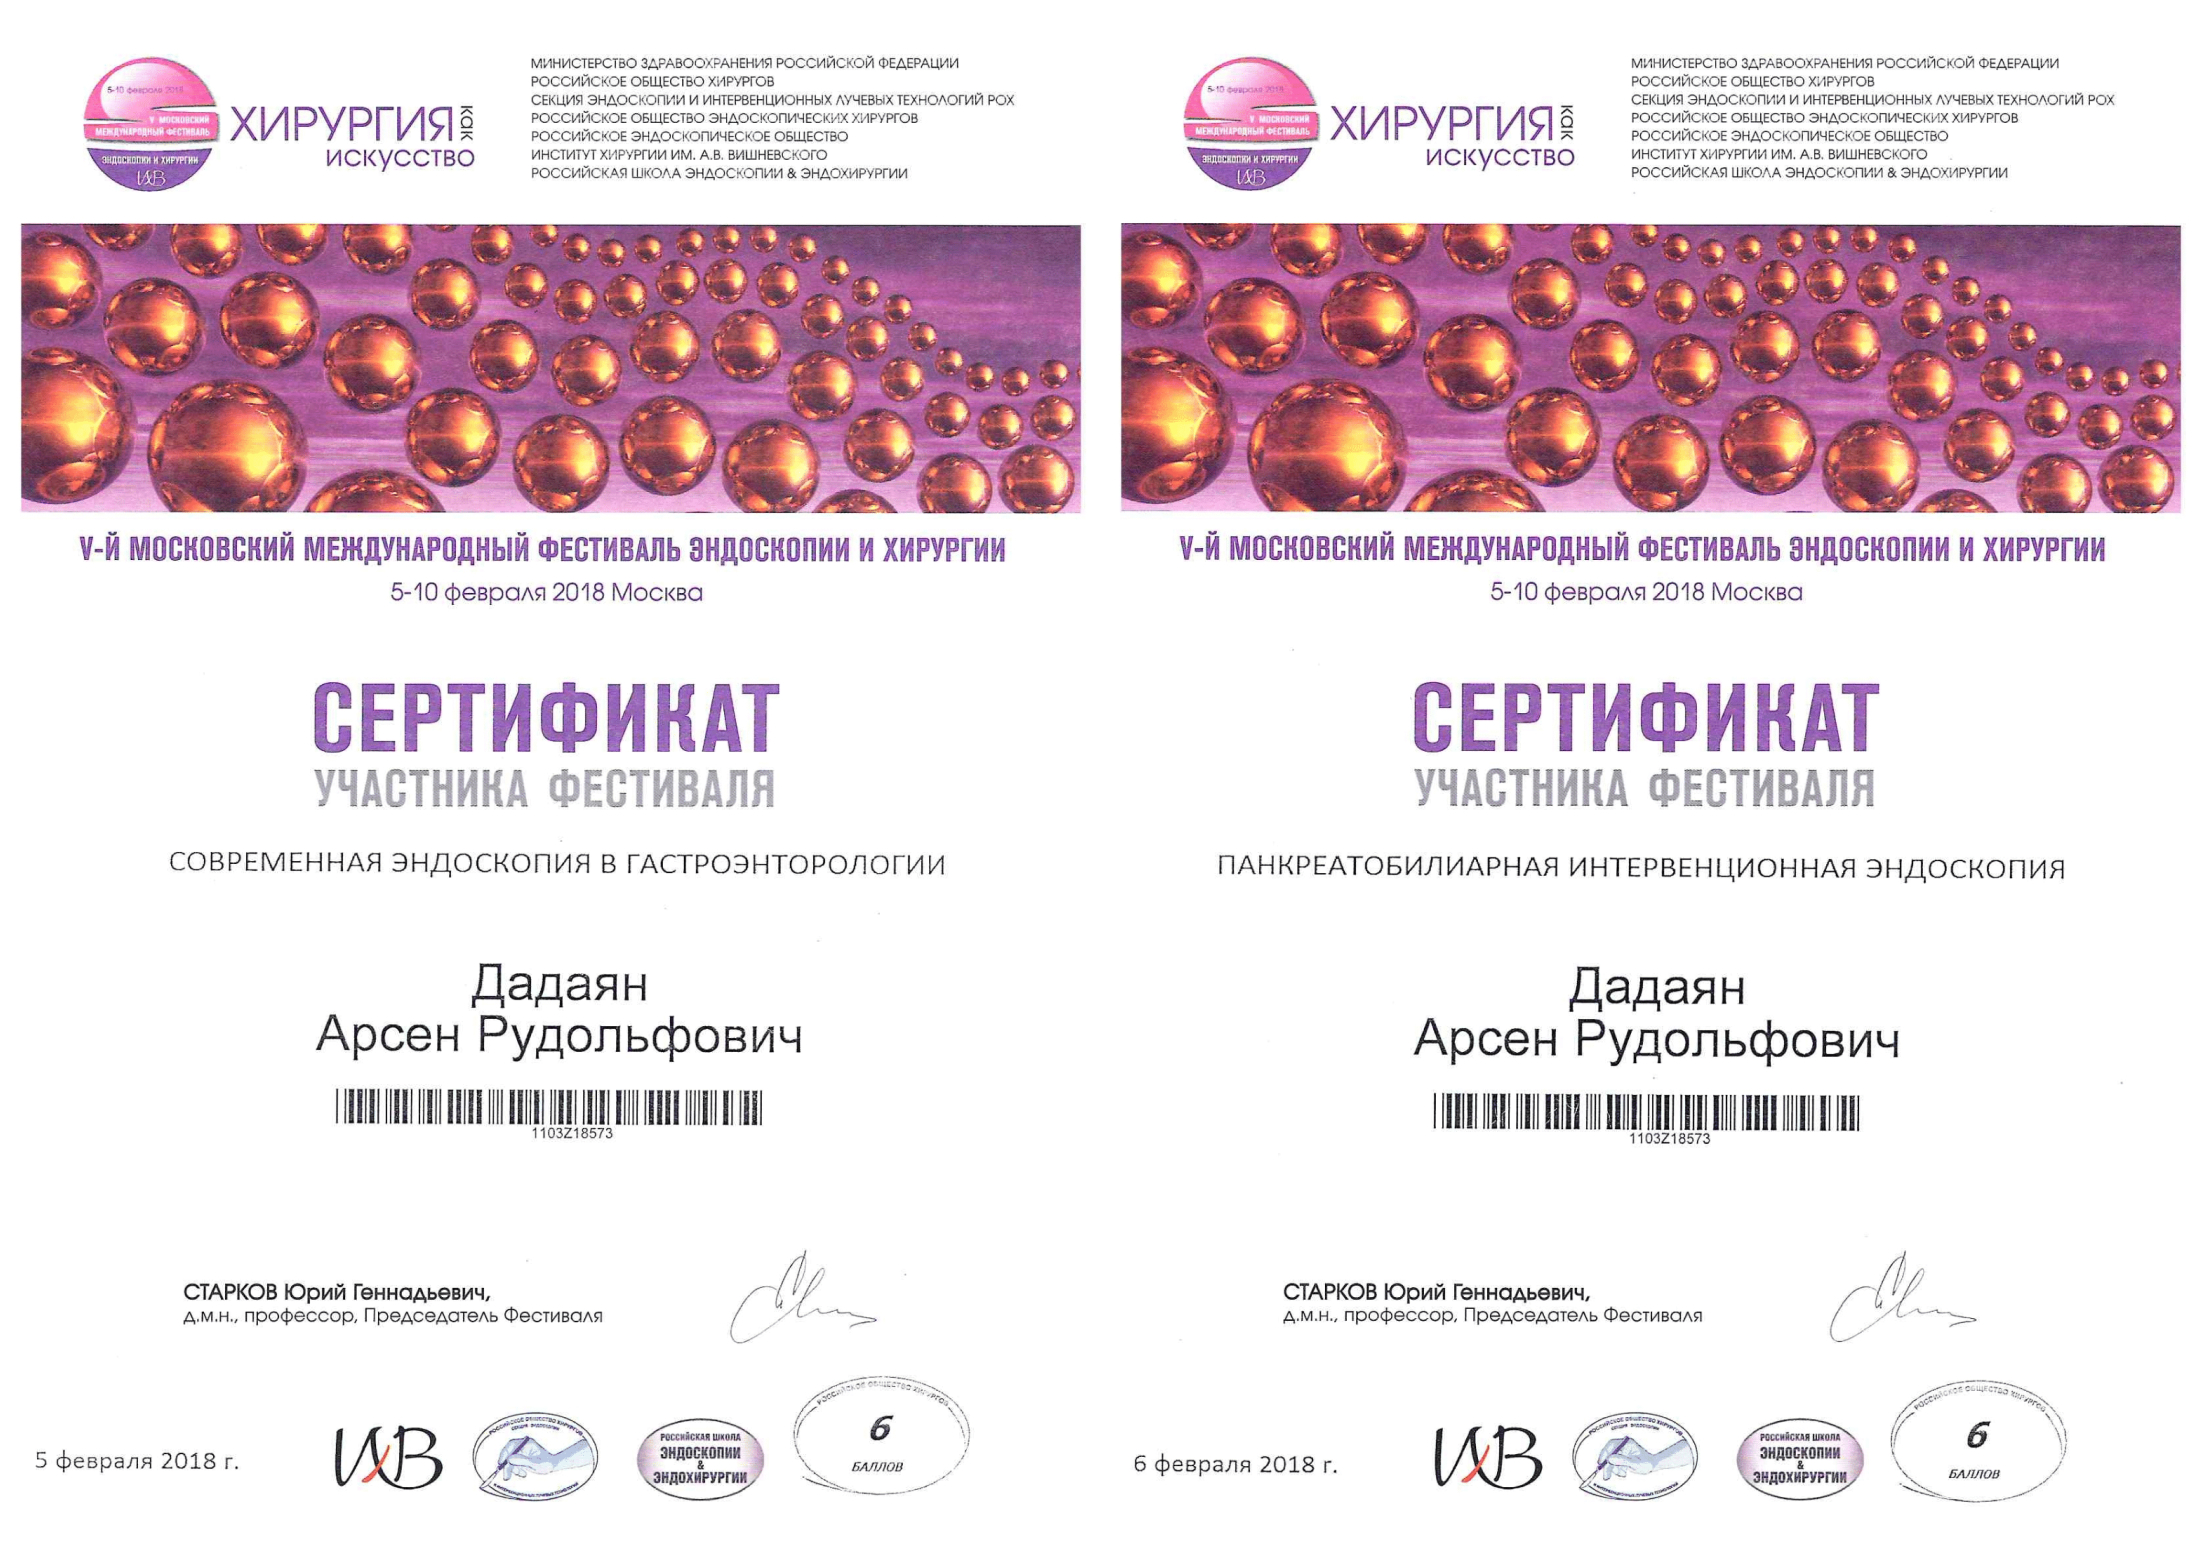 5-10 февраля 2018
V МОСКОВСКИЙ
МЕЖДУНАРОДНЫЙ ФЕСТИВАЛЬ
ЭНДОСКОПИИ И ХИРУРГИИ
ИХВ
ХИРУРГИЯ КАК
ИСКУССТВО
МИНИСТЕРСТВО ЗДРАВООХРАНЕНИЯ РОССИЙСКОЙ ФЕДЕРАЦИИ
РОССИЙСКОЕ ОБЩЕСТВО ХИРУРГОВ
СЕКЦИЯ ЭНДОСКОПИИ И ИНТЕРВЕНЦИОННЫХ ЛУЧЕВЫХ ТЕХНОЛОГИЙ РОХ
РОССИЙСКОЕ ОБЩЕСТВО ЭНДОСКОПИЧЕСКИХ ХИРУРГОВ
РОССИЙСКОЕ ЭНДОСКОПИЧЕСКОЕ ОБЩЕСТВО
ИНСТИТУТ ХИРУРГИИ ИМ. А.В. ВИШНЕВСКОГО
РОССИЙСКАЯ ШКОЛА ЭНДОСКОПИИ & ЭНДОХИРУРГИИ
V-Й МОСКОВСКИЙ МЕЖДУНАРОДНЫЙ ФЕСТИВАЛЬ ЭНДОСКОПИИ И ХИРУРГИИ
5-10 февраля 2018 Москва
СЕРТИФИКАТ
УЧАСТНИКА ФЕСТИВАЛЯ
СОВРЕМЕННАЯ ЭНДОСКОПИЯ В ГАСТРОЭНТОРОЛОГИИ
Дадаян
Арсен Рудольфович
1103Z18573
СТАРКОВ Юрий Геннадьевич,
д.м.н., профессор, Председатель Фестиваля
5 февраля 2018 г.
ИХВ
РОССИЙСКОЕ ОБЩЕСТВО ХИРУРГОВ
РОССИЙСКАЯ ШКОЛА
ЭНДОСКОПИИ
&
ЭНДОХИРУРГИИ
РОССИЙСКОЕ ОБЩЕСТВО ХИРУРГОВ
6
БАЛЛОВ
5-10 февраля 2018
V МОСКОВСКИЙ
МЕЖДУНАРОДНЫЙ ФЕСТИВАЛЬ
ЭНДОСКОПИИ И ХИРУРГИИ
ИХВ
ХИРУРГИЯ КАК
ИСКУССТВО
МИНИСТЕРСТВО ЗДРАВООХРАНЕНИЯ РОССИЙСКОЙ ФЕДЕРАЦИИ
РОССИЙСКОЕ ОБЩЕСТВО ХИРУРГОВ
СЕКЦИЯ ЭНДОСКОПИИ И ИНТЕРВЕНЦИОННЫХ ЛУЧЕВЫХ ТЕХНОЛОГИЙ РОХ
РОССИЙСКОЕ ОБЩЕСТВО ЭНДОСКОПИЧЕСКИХ ХИРУРГОВ
РОССИЙСКОЕ ЭНДОСКОПИЧЕСКОЕ ОБЩЕСТВО
ИНСТИТУТ ХИРУРГИИ ИМ. А.В. ВИШНЕВСКОГО
РОССИЙСКАЯ ШКОЛА ЭНДОСКОПИИ & ЭНДОХИРУРГИИ
V-Й МОСКОВСКИЙ МЕЖДУНАРОДНЫЙ ФЕСТИВАЛЬ ЭНДОСКОПИИ И ХИРУРГИИ
5-10 февраля 2018 Москва
СЕРТИФИКАТ
УЧАСТНИКА ФЕСТИВАЛЯ
ПАНКРЕАТОБИЛИАРНАЯ ИНТЕРВЕНЦИОННАЯ ЭНДОСКОПИЯ
Дадаян
Арсен Рудольфович
1103Z18573
СТАРКОВ Юрий Геннадьевич,
д.м.н., профессор, Председатель Фестиваля
6 февраля 2018 г.
ИХВ
РОССИЙСКОЕ ОБЩЕСТВО ХИРУРГОВ
РОССИЙСКАЯ ШКОЛА
ЭНДОСКОПИИ
&
ЭНДОХИРУРГИИ
РОССИЙСКОЕ ОБЩЕСТВО ХИРУРГОВ
6
БАЛЛОВ